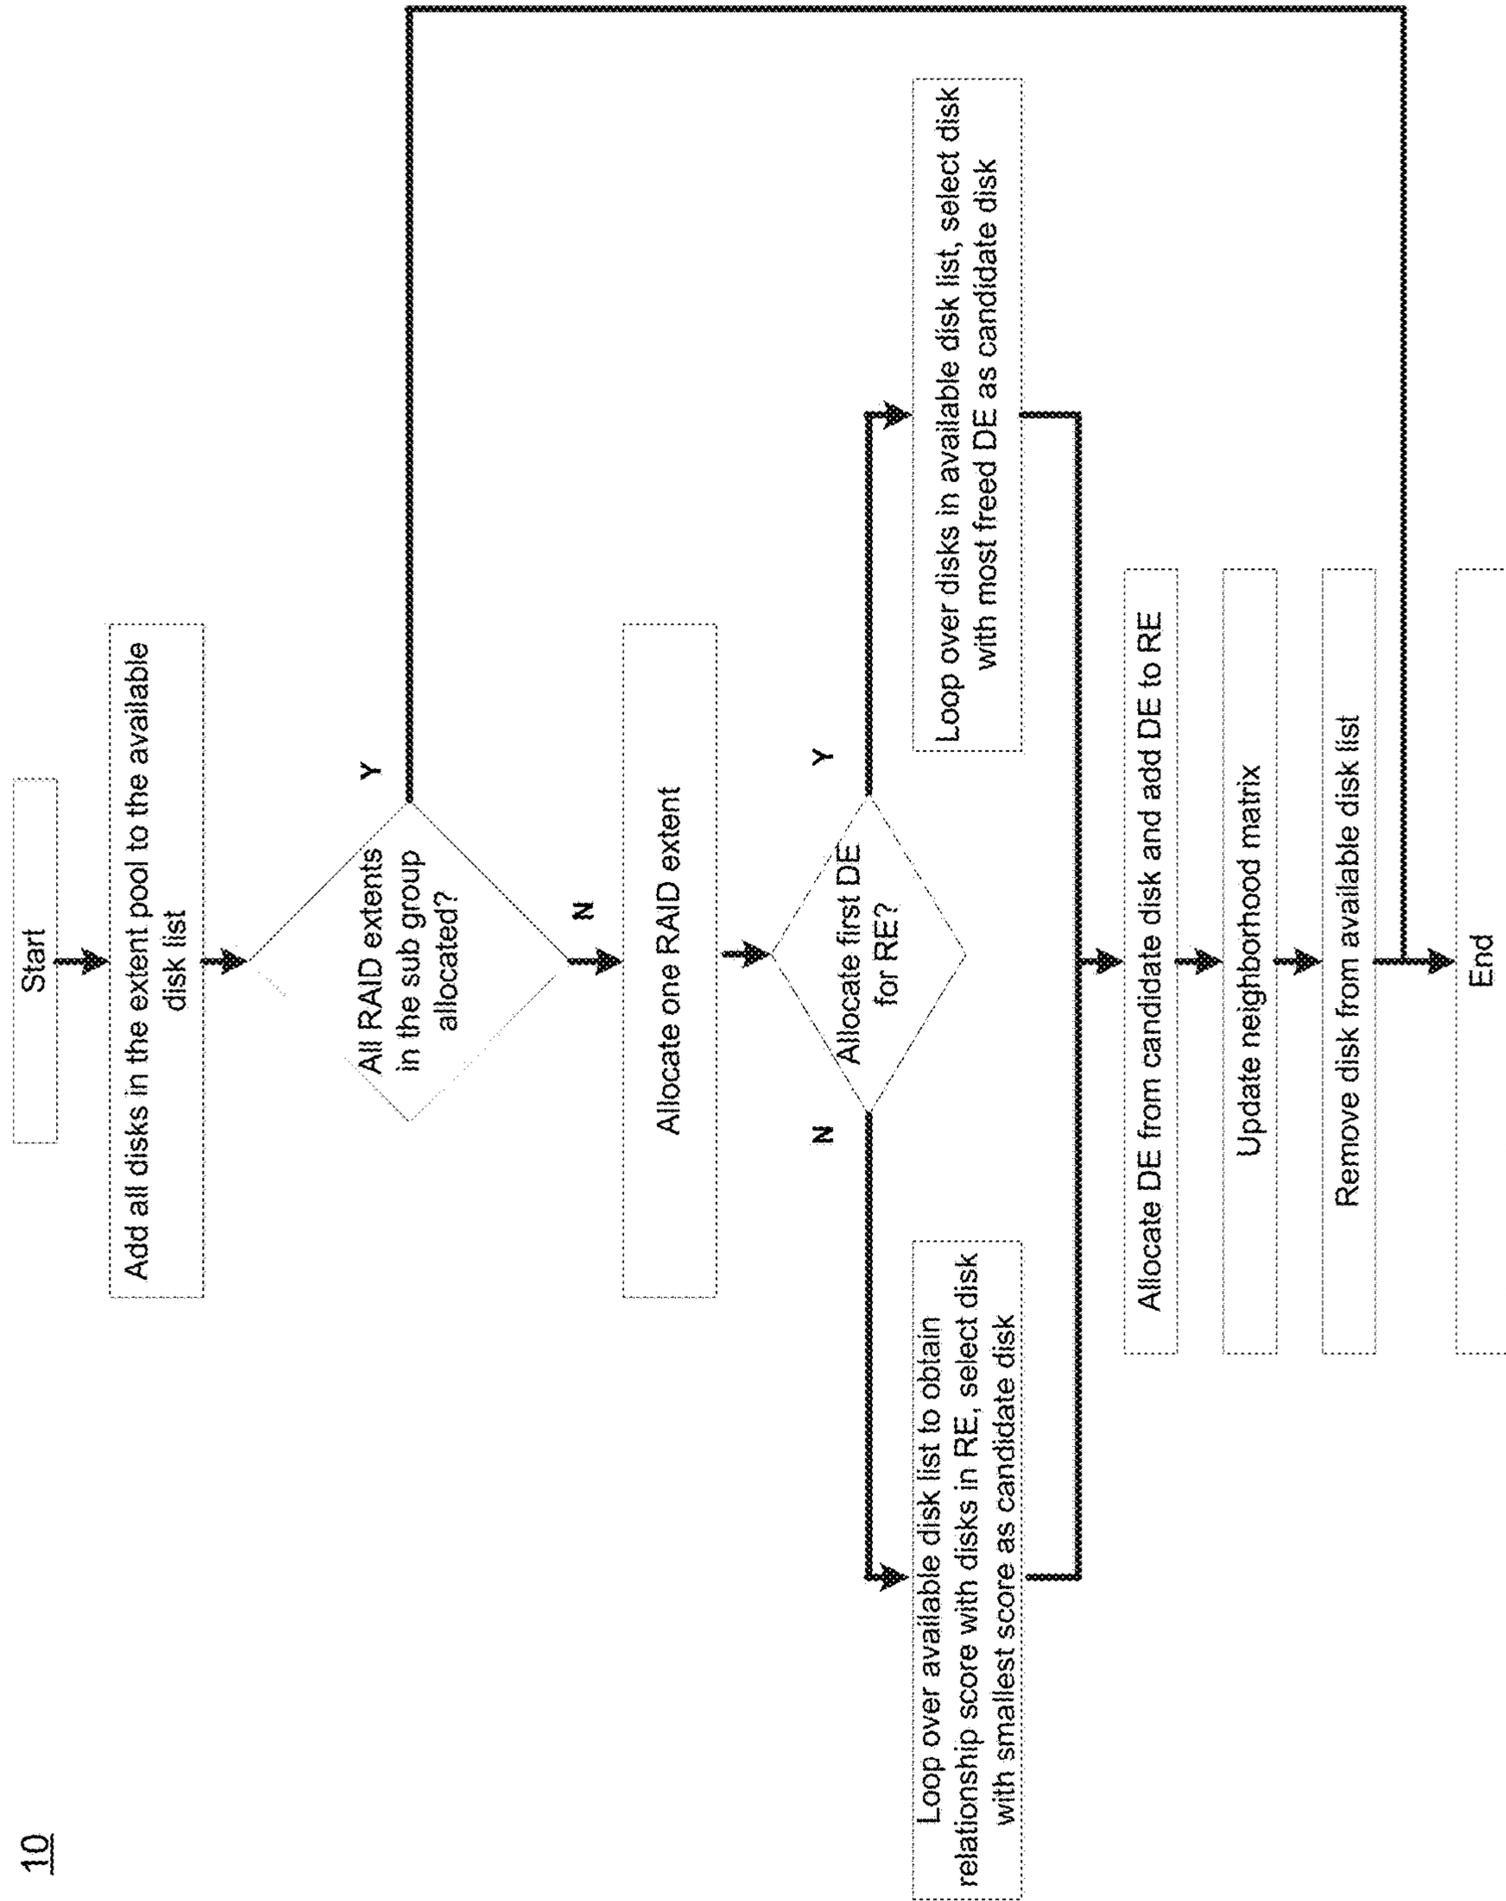 10
Start
Add all disks in the extent pool to the available
disk list
All RAID extents
in the sub group
allocated?
Y
N
Allocate one RAID extent
Allocate first DE
for RE?
N
Y
Loop over available disk list to obtain
relationship score with disks in RE, select disk
with smallest score as candidate disk
Loop over disks in available disk list, select disk
with most freed DE as candidate disk
Allocate DE from candidate disk and add DE to RE
Update neighborhood matrix
Remove disk from available disk list
End